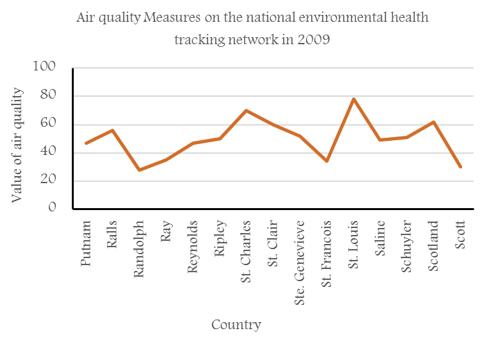 Air quality Measures on the national environmental health
tracking network in 2009
Value of air quality
100
80
60
40
20
0
Putnam
Ralls
Randolph
Ray
Reynolds
Ripley
St. Charles
St. Clair
Ste. Genevieve
St. Francois
St. Louis
Saline
Schuyler
Scotland
Scott
Country